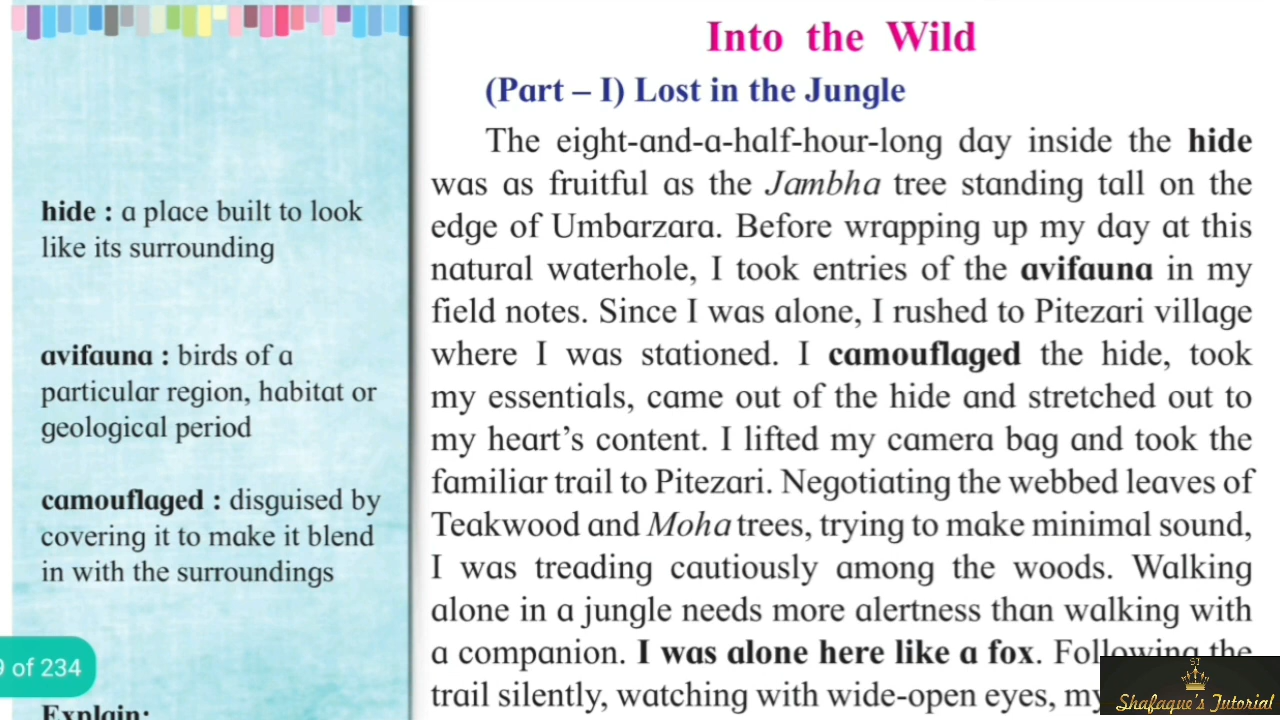 Into the Wild
(Part – I) Lost in the Jungle
The eight-and-a-half-hour-long day inside the hide
was as fruitful as the Jambha tree standing tall on the
edge of Umbarzara. Before wrapping up my day at this
natural waterhole, I took entries of the avifauna in my
field notes. Since I was alone, I rushed to Pitezari village
where I was stationed. I camouflaged the hide, took
my essentials, came out of the hide and stretched out to
my heart’s content. I lifted my camera bag and took the
familiar trail to Pitezari. Negotiating the webbed leaves of
Teakwood and Moha trees, trying to make minimal sound,
I was treading cautiously among the woods. Walking
alone in a jungle needs more alertness than walking with
a companion. I was alone here like a fox. Following the
trail silently, watching with wide-open eyes, my
hide : a place built to look
like its surrounding
avifauna : birds of a
particular region, habitat or
geological period
camouflaged : disguised by
covering it to make it blend
in with the surroundings
9 of 234
Explain:
ST
Shafaque's Tutorial